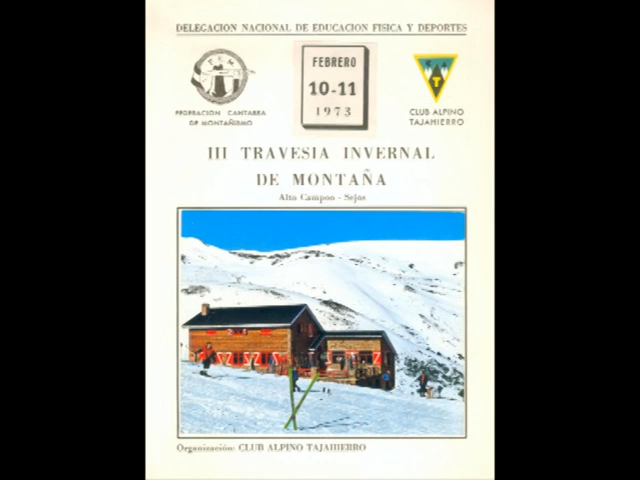 DELEGACION NACIONAL DE EDUCACION FISICA Y DEPORTES
FEBRERO
10-11
1973
FEDERACION CANTABRA
DE MONTAÑISMO
CLUB ALPINO
TAJAHIERRO
III TRAVESIA INVERNAL
DE MONTAÑA
Alto Campoo - Sejos
Organización: CLUB ALPINO TAJAHIERRO